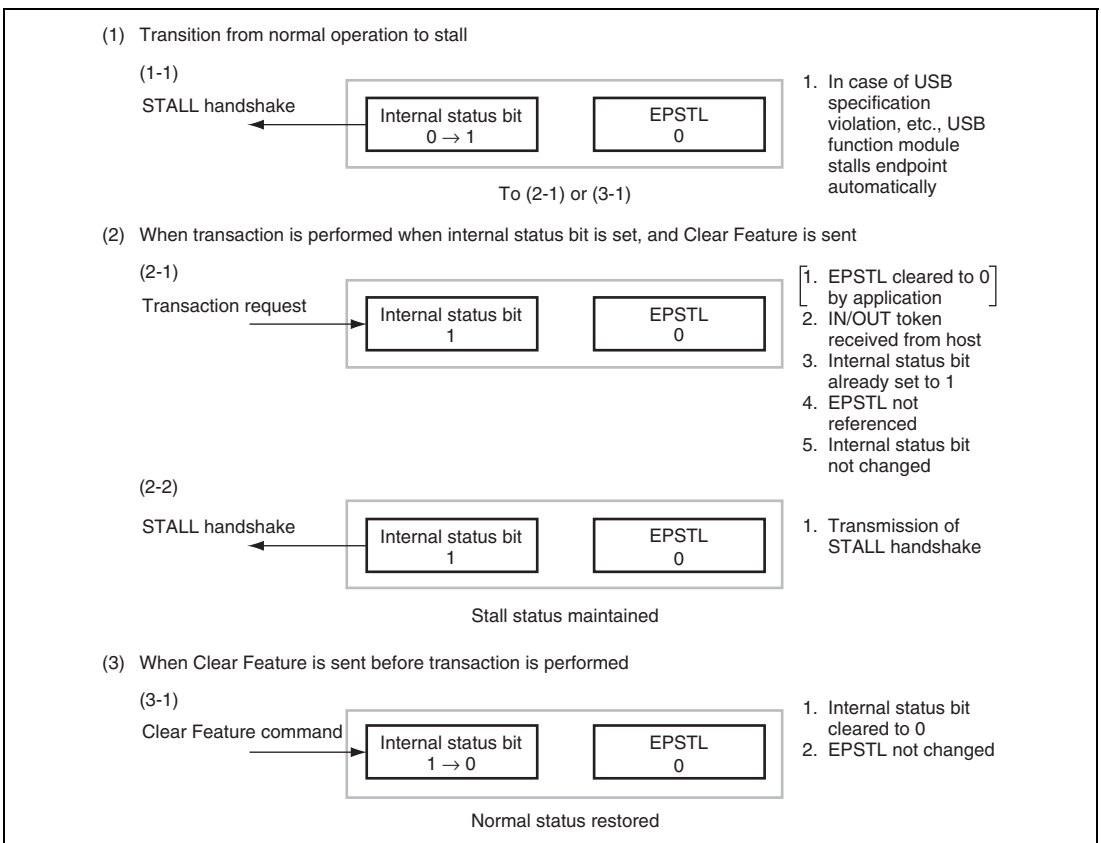 (1) Transition from normal operation to stall
(1-1)
STALL handshake
Internal status bit
0 → 1
EPSTL
0
1. In case of USB
specification
violation, etc., USB
function module
stalls endpoint
automatically
To (2-1) or (3-1)
(2) When transaction is performed when internal status bit is set, and Clear Feature is sent
(2-1)
Transaction request
Internal status bit
1
EPSTL
0
1. EPSTL cleared to 0
by application
2. IN/OUT token
received from host
3. Internal status bit
already set to 1
4. EPSTL not
referenced
5. Internal status bit
not changed
(2-2)
STALL handshake
Internal status bit
1
EPSTL
0
1. Transmission of
STALL handshake
Stall status maintained
(3) When Clear Feature is sent before transaction is performed
(3-1)
Clear Feature command
Internal status bit
1 → 0
EPSTL
0
1. Internal status bit
cleared to 0
2. EPSTL not changed
Normal status restored